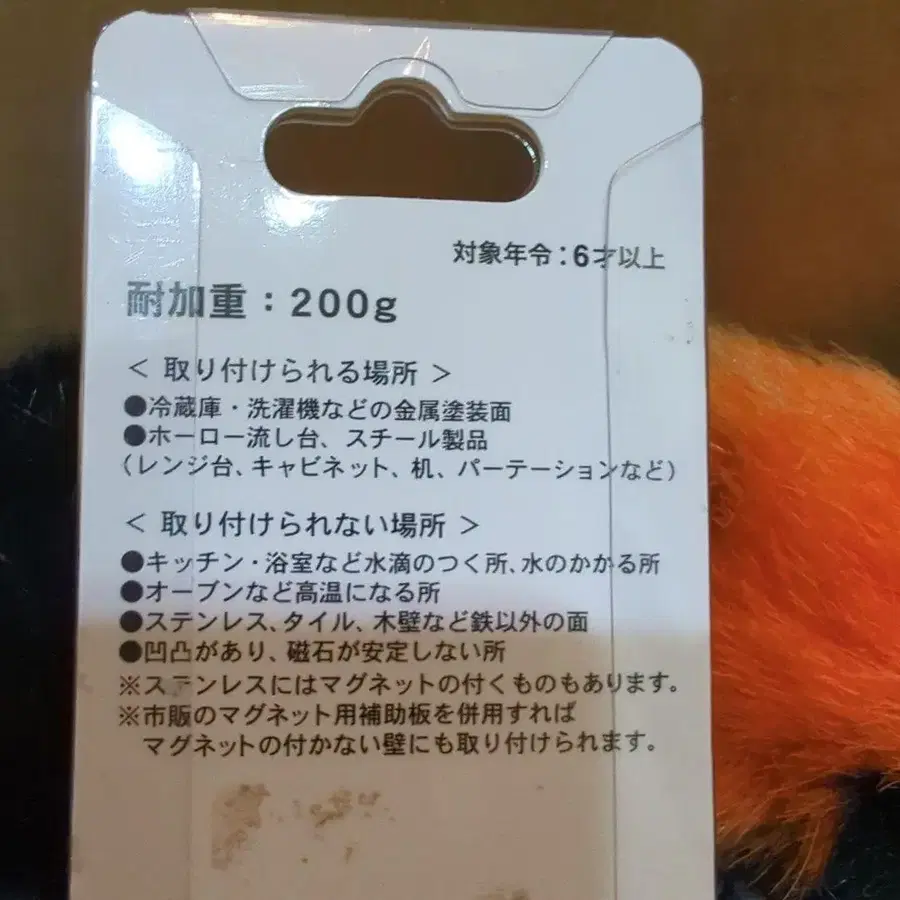 対象年令：6才以上
耐加重：200g
＜ 取り付けられる場所 ＞
●冷蔵庫・洗濯機などの金属塗装面
●ホーロー流し台、スチール製品
（レンジ台、キャビネット、机、パーテーションなど）
＜ 取り付けられない場所 ＞
●キッチン・浴室など水滴のつく所、水のかかる所
●オーブンなど高温になる所
●ステンレス、タイル、木壁など鉄以外の面
●凹凸があり、磁石が安定しない所
※ステンレスにはマグネットの付くものもあります。
※市販のマグネット用補助板を併用すれば
マグネットの付かない壁にも取り付けられます。